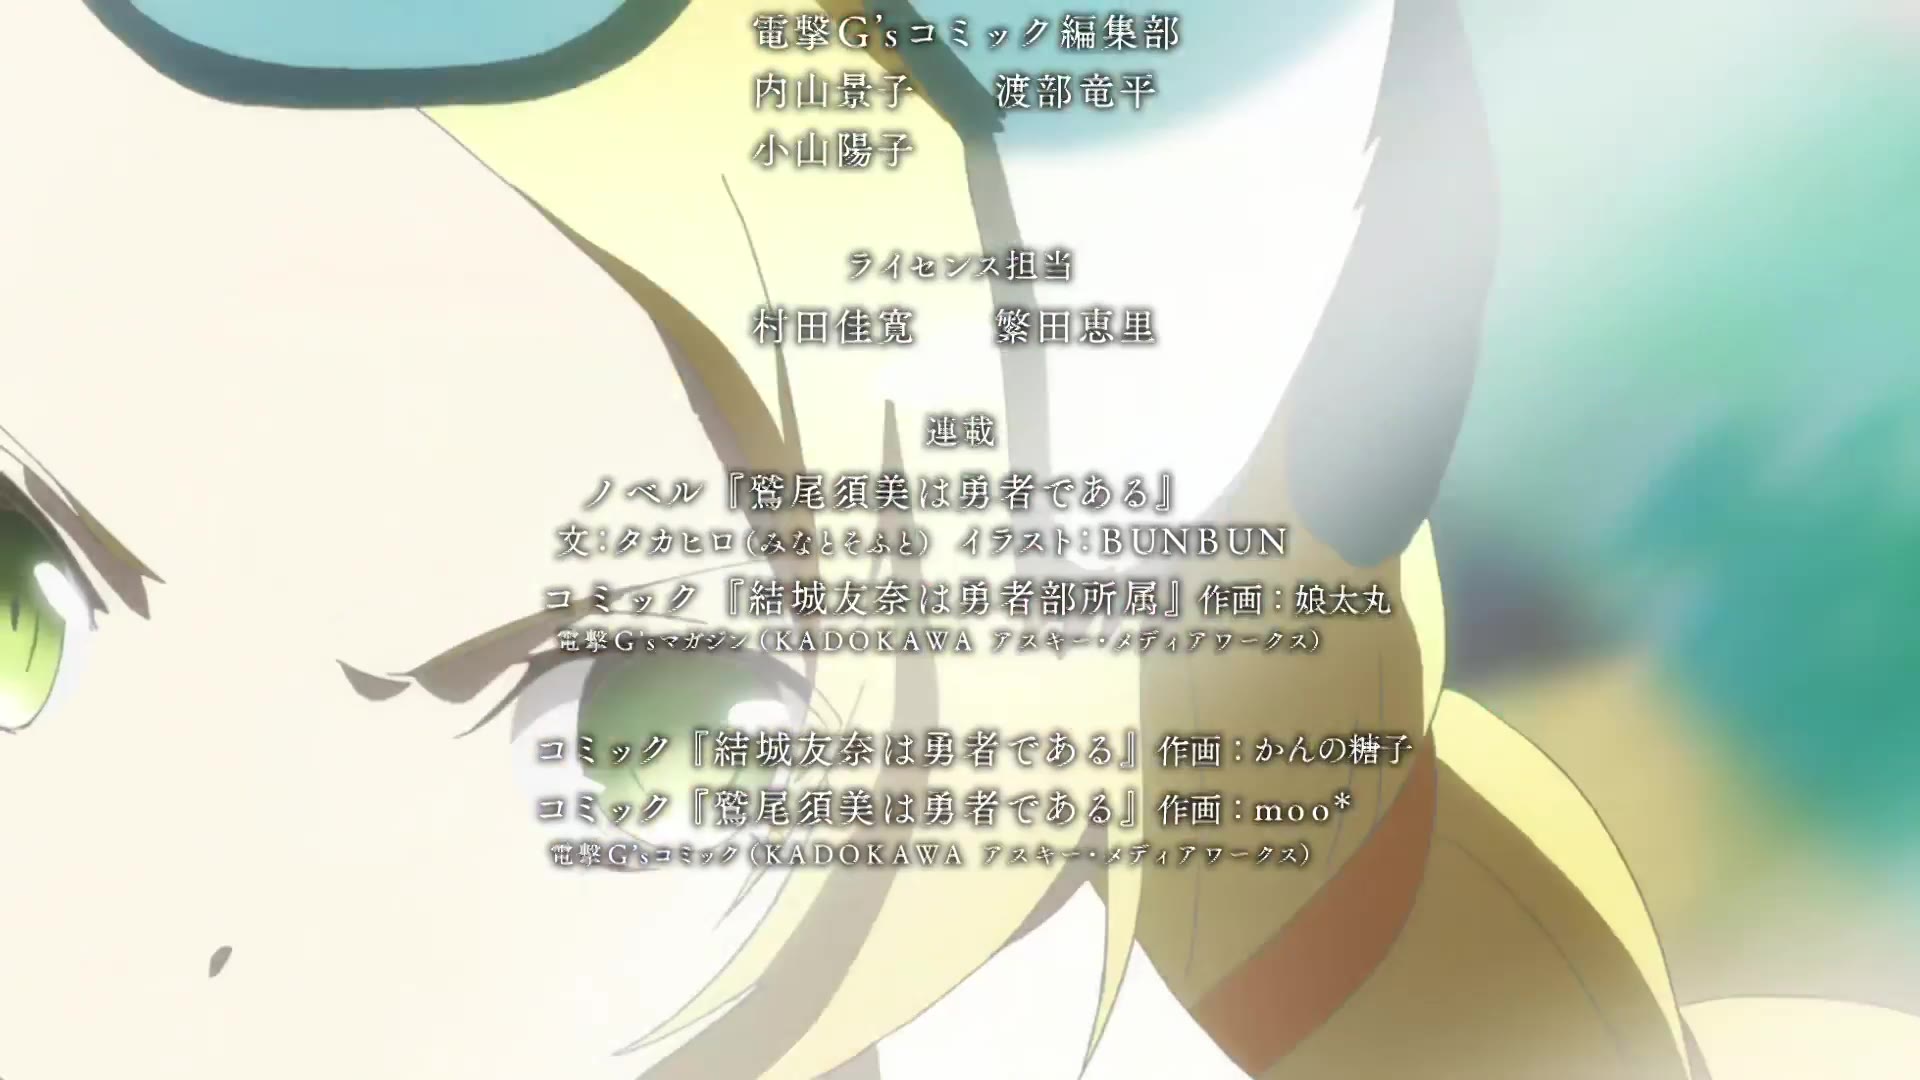 電撃G'sコミック編集部
内山景子 渡部竜平
小山陽子
ライセンス担当
村田佳寛 繁田恵里
連載
ノベル『鷲尾須美は勇者である』
文：タカヒロ（みなとそふと） イラスト：BUNBUN
コミック『結城友奈は勇者部所属』作画：娘太丸
電撃G'sマガジン（KADOKAWA アスキー・メディアワークス）
コミック『結城友奈は勇者である』作画：かんの糖子
コミック『鷲尾須美は勇者である』作画：moo*
電撃G'sコミック（KADOKAWA アスキー・メディアワークス）